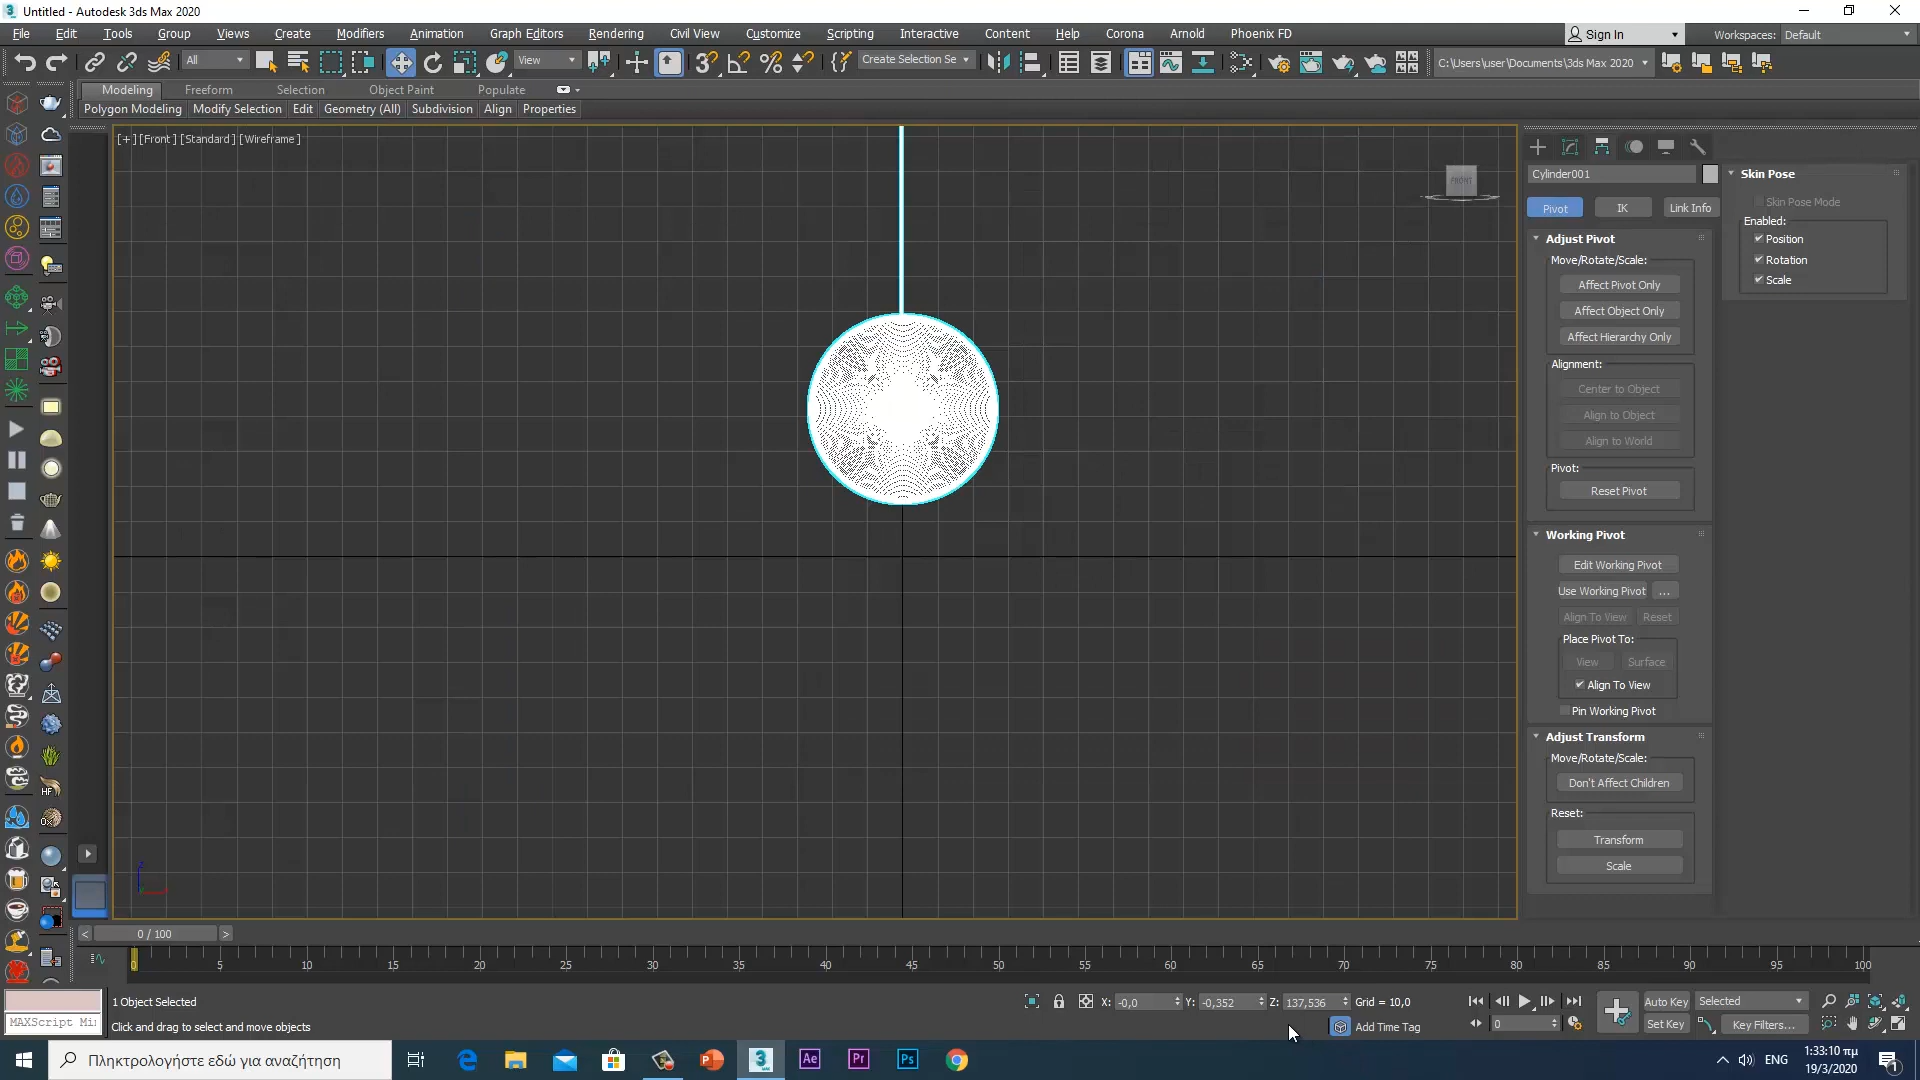 Untitled - Autodesk 3ds Max 2020
File Edit Tools Group Views Create Modifiers Animation Graph Editors Rendering Civil View Customize Scripting Interactive Content Help Corona Arnold Phoenix FD Sign In Workspaces: Default
All View Create Selection Se C:\Users\user\Documents\3ds Max 2020
Modeling Freeform Selection Object Paint Populate
Polygon Modeling Modify Selection Edit Geometry (All) Subdivision Align Properties
[+] [Front] [Standard] [Wireframe]
FRONT
Cylinder001
Pivot IK Link Info
Adjust Pivot
Move/Rotate/Scale:
Affect Pivot Only
Affect Object Only
Affect Hierarchy Only
Alignment:
Center to Object
Align to Object
Align to World
Pivot:
Reset Pivot
Working Pivot
Edit Working Pivot
Use Working Pivot ...
Align To View Reset
Place Pivot To:
View Surface
Align To View
Pin Working Pivot
Adjust Transform
Move/Rotate/Scale:
Don't Affect Children
Reset:
Transform
Scale
Skin Pose
Skin Pose Mode
Enabled:
Position
Rotation
Scale
HF
z
< 0 / 100 >
0 5 10 15 20 25 30 35 40 45 50 55 60 65 70 75 80 85 90 95 100
1 Object Selected X: -0,0 Y: -0,352 Z: 137,536 Grid = 10,0 Auto Key Selected
MAXScript Mi Click and drag to select and move objects Add Time Tag 0 Set Key Key Filters...
Πληκτρολογήστε εδώ για αναζήτηση
Ae Pr Ps
3
ENG
1:33:10 πμ
19/3/2020
1